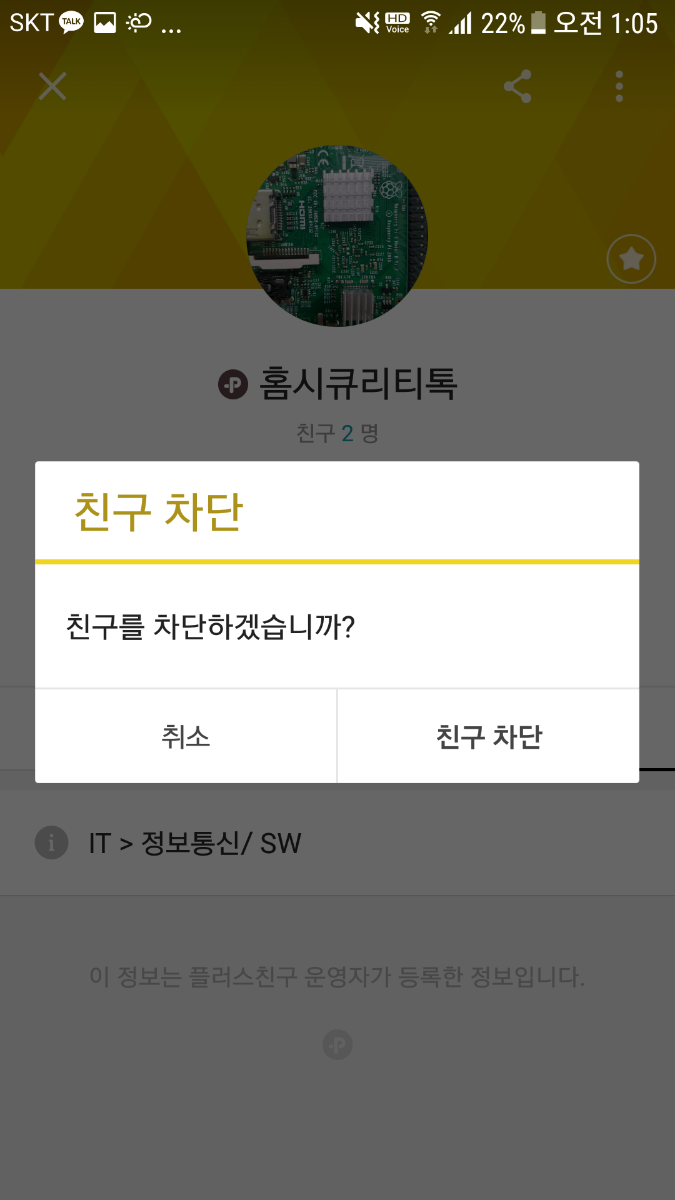 SKT TALK ... HD Voice 22% 오전 1:05
HDMI
홈시큐리티톡
친구 2 명
친구 차단
친구를 차단하겠습니까?
취소 친구 차단
IT > 정보통신/ SW
이 정보는 플러스친구 운영자가 등록한 정보입니다.